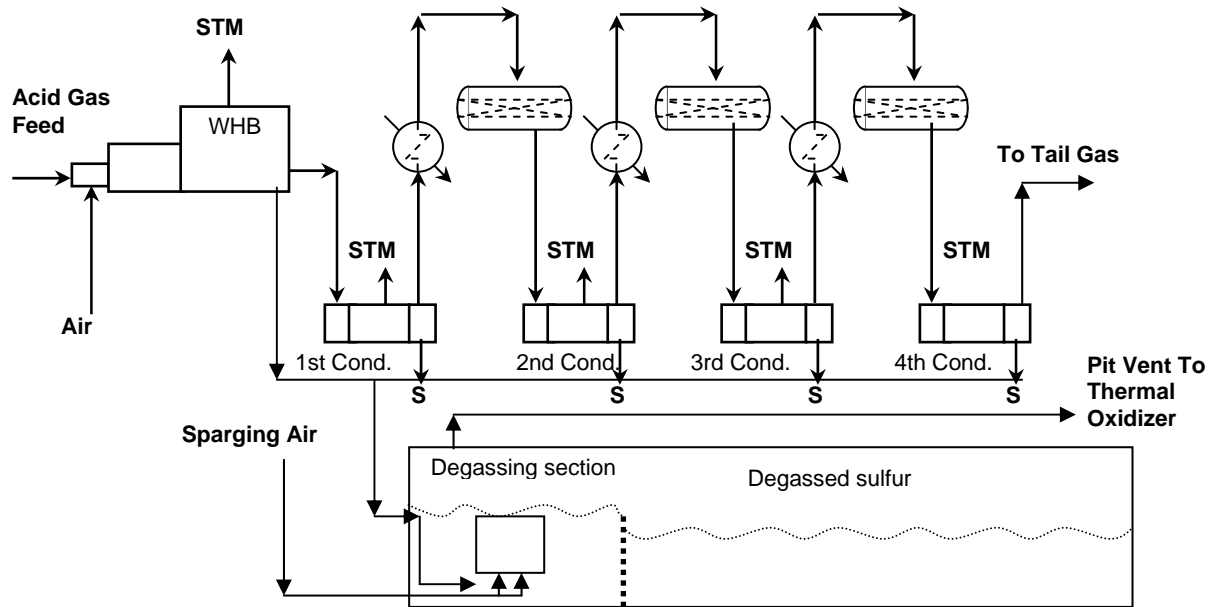 STM
Acid Gas
Feed
WHB
To Tail Gas
STM
STM
STM
STM
Air
1st Cond.
2nd Cond.
3rd Cond.
4th Cond.
S
S
S
S
Pit Vent To
Thermal
Oxidizer
Sparging Air
Degassing section
Degassed sulfur